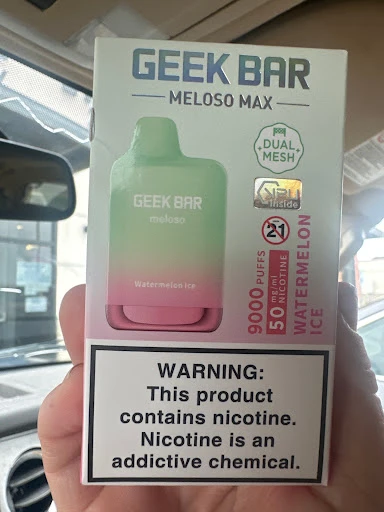 GEEK BAR
MELOSO MAX
DUAL
MESH
GEEK BAR
meloso
Watermelon Ice
inside
21
9000 PUFFS
50 mg/ml
NICOTINE
WATERMELON
ICE
WARNING:
This product
contains nicotine.
Nicotine is an
addictive chemical.